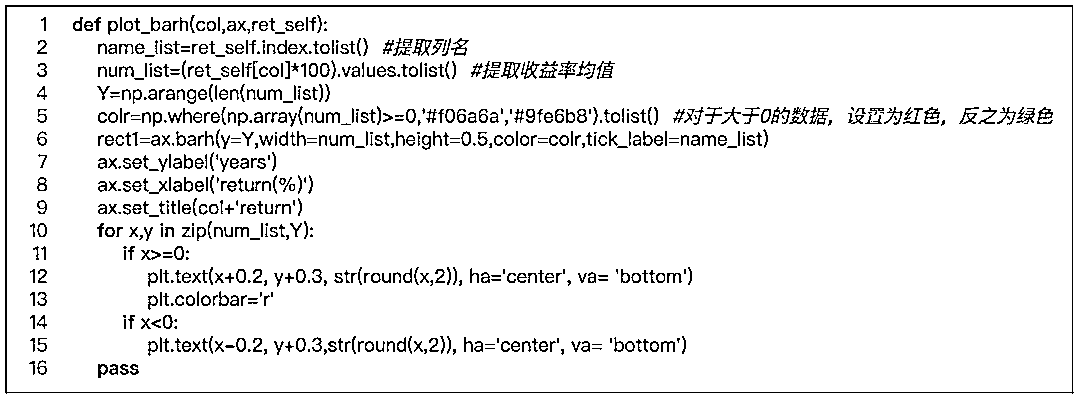 1 def plot_barh(col,ax,ret_self):
2 name_list=ret_self.index.tolist() #提取列名
3 num_list=(ret_self[col]*100).values.tolist() #提取收益率均值
4 Y=np.arange(len(num_list))
5 colr=np.where(np.array(num_list)>=0,'#f06a6a','#9fe6b8').tolist() #对于大于0的数据，设置为红色，反之为绿色
6 rect1=ax.barh(y=Y,width=num_list,height=0.5,color=colr,tick_label=name_list)
7 ax.set_ylabel('years')
8 ax.set_xlabel('return(%)')
9 ax.set_title(col+'return')
10 for x,y in zip(num_list,Y):
11 if x>=0:
12 plt.text(x+0.2, y+0.3, str(round(x,2)), ha='center', va= 'bottom')
13 plt.colorbar='r'
14 if x<0:
15 plt.text(x-0.2, y+0.3,str(round(x,2)), ha='center', va= 'bottom')
16 pass